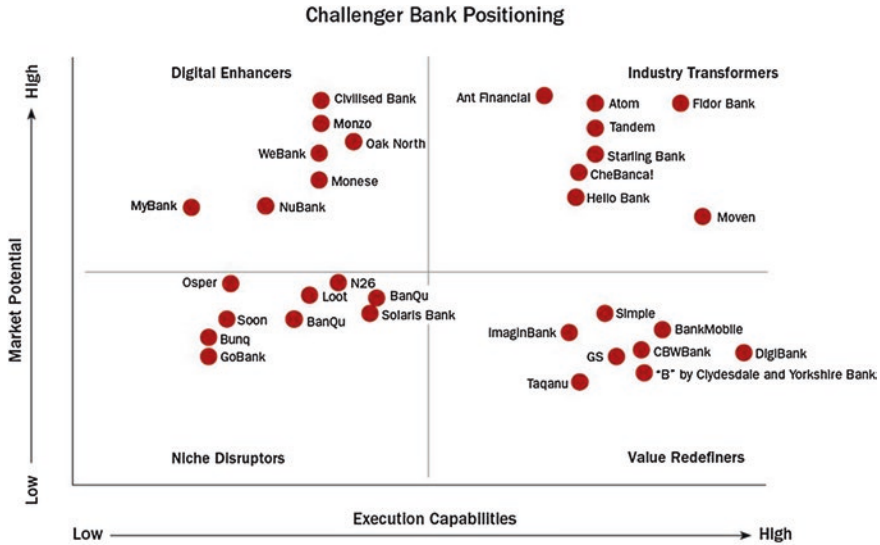 Challenger Bank Positioning
High
Market Potential
Low
Digital Enhancers
Industry Transformers
Civilised Bank
Monzo
Oak North
WeBank
Monese
MyBank
NuBank
Ant Financial
Atom
Fidor Bank
Tandem
Starling Bank
CheBanca!
Hello Bank
Moven
Osper
N26
Loot
BanQu
Soon
BanQu
Solaris Bank
Bunq
GoBank
Simple
ImaginBank
BankMobile
GS
CBWBank
DigiBank
Taqanu
"B" by Clydesdale and Yorkshire Bank.
Niche Disruptors
Value Redefiners
Execution Capabilities
Low
High